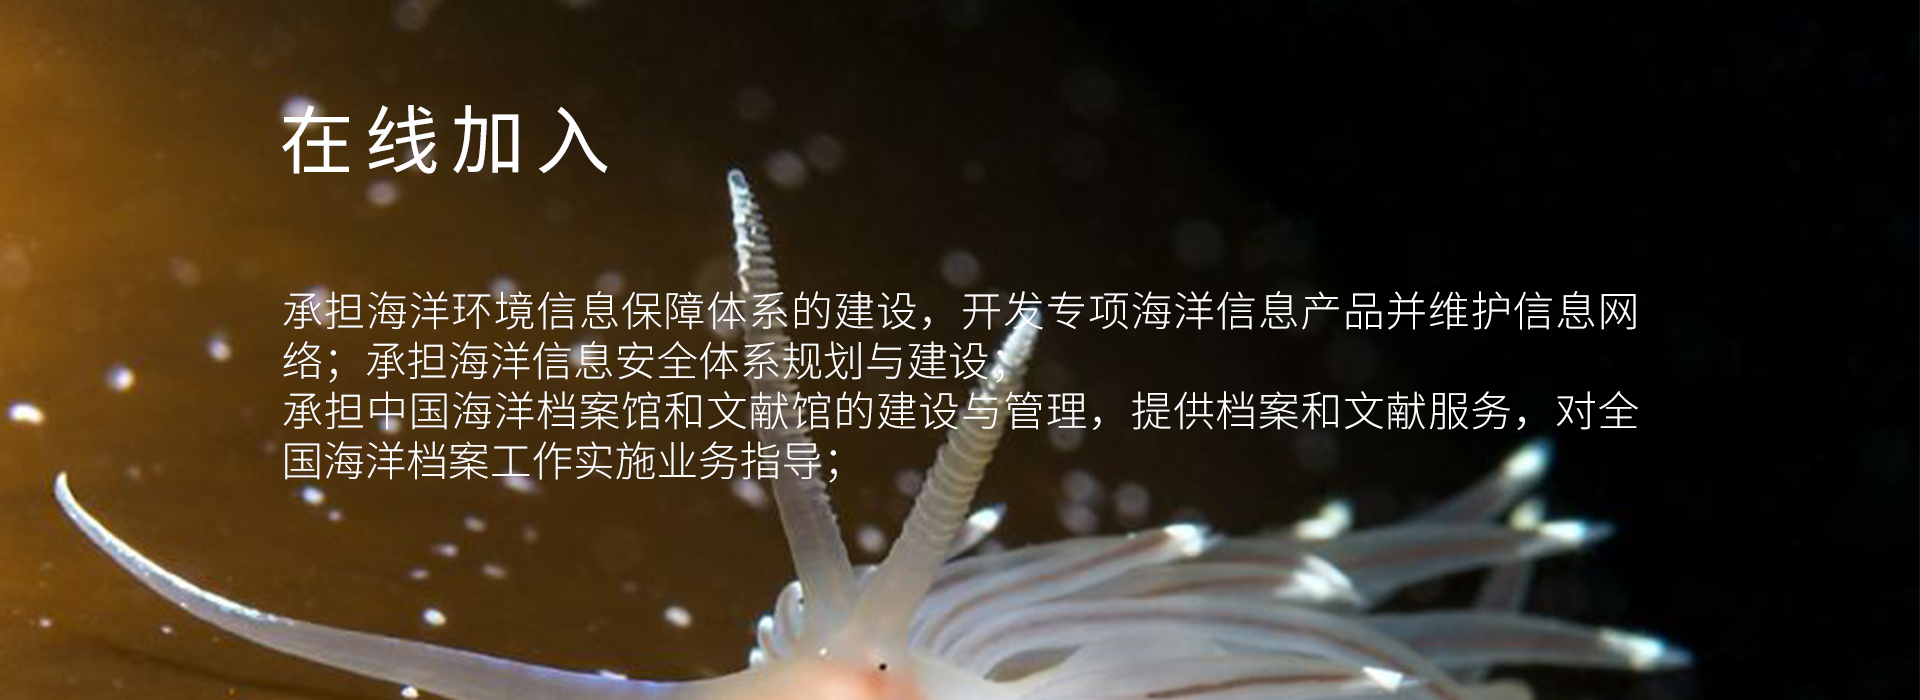 在线加入
承担海洋环境信息保障体系的建设，开发专项海洋信息产品并维护信息网
络；承担海洋信息安全体系规划与建设；
承担中国海洋档案馆和文献馆的建设与管理，提供档案和文献服务，对全
国海洋档案工作实施业务指导；